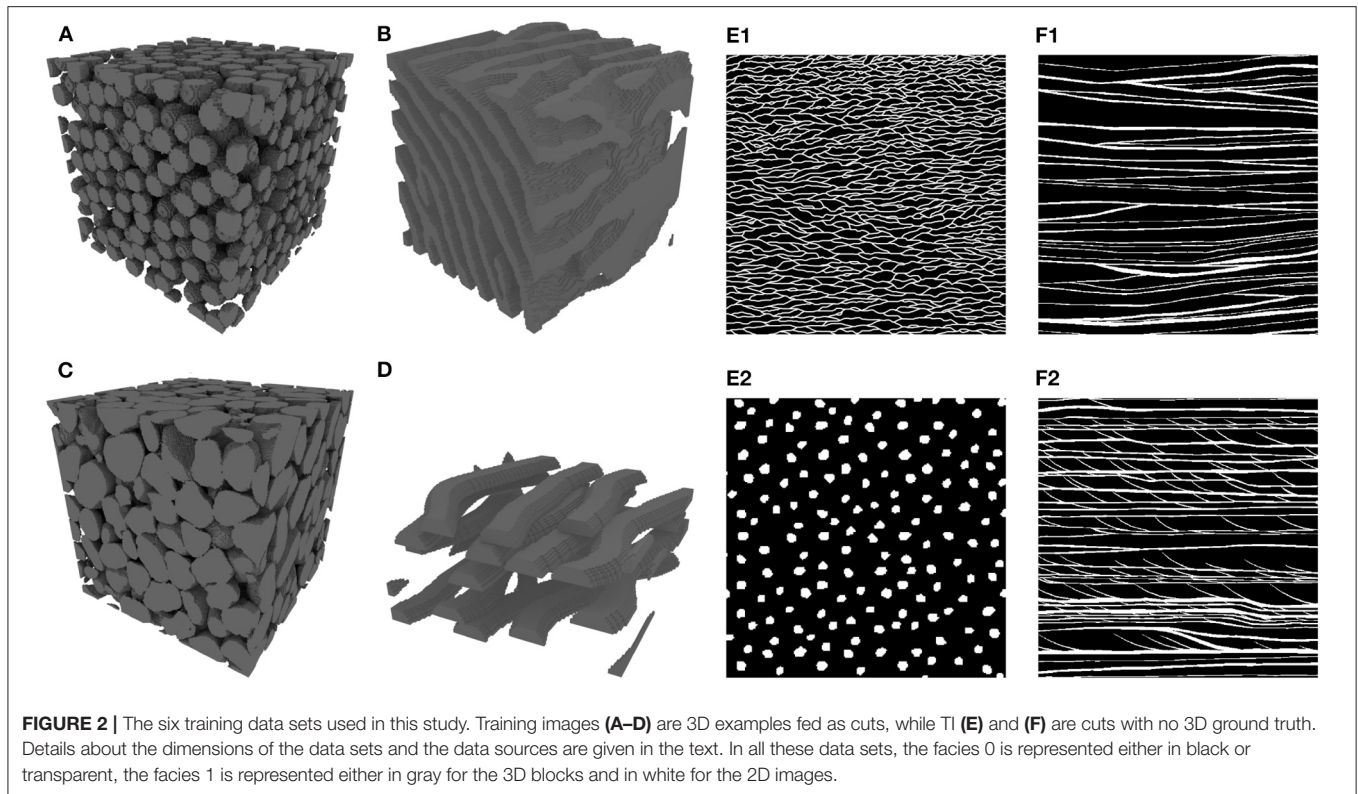 A
B
E1
F1
C
D
E2
F2
FIGURE 2 | The six training data sets used in this study. Training images (A–D) are 3D examples fed as cuts, while TI (E) and (F) are cuts with no 3D ground truth.
Details about the dimensions of the data sets and the data sources are given in the text. In all these data sets, the facies 0 is represented either in black or
transparent, the facies 1 is represented either in gray for the 3D blocks and in white for the 2D images.